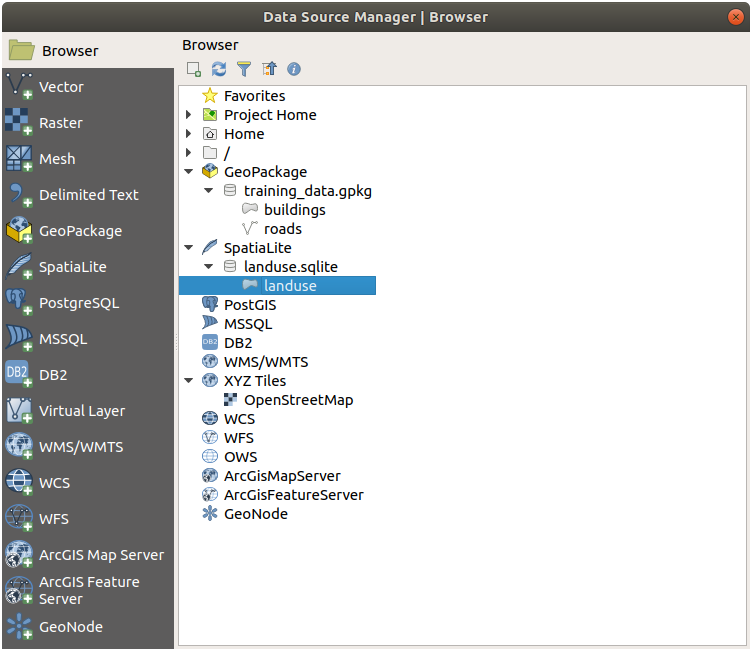 Data Source Manager | Browser
Browser
Vector
Raster
Mesh
Delimited Text
GeoPackage
SpatiaLite
PostgreSQL
MSSQL
DB2
DB2
Virtual Layer
WMS/WMTS
WCS
WFS
ArcGIS Map Server
ArcGIS Feature
Server
GeoNode
Browser
Favorites
Project Home
Home
/
GeoPackage
training_data.gpkg
buildings
roads
SpatiaLite
landuse.sqlite
landuse
PostGIS
MSSQL
DB2 DB2
WMS/WMTS
XYZ Tiles
OpenStreetMap
WCS
WFS
OWS
ArcGisMapServer
ArcGisFeatureServer
GeoNode